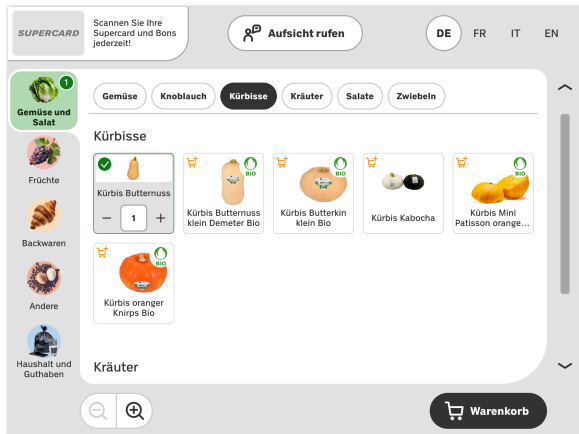 SUPERCARD
Scannen Sie Ihre
Supercard und Bons
jederzeit!
Aufsicht rufen
DE
FR
IT
EN
1
Gemüse und
Salat
Früchte
Backwaren
Andere
Haushalt und
Guthaben
Gemüse
Knoblauch
Kürbisse
Kräuter
Salate
Zwiebeln
Kürbisse
Kürbis Butternuss
1
BIO
Kürbis Butternuss
klein Demeter Bio
BIO
Kürbis Butterkin
klein Bio
Kürbis Kabocha
BIO
Kürbis Mini
Patisson orange...
BIO
Kürbis oranger
Knirps Bio
Kräuter
Warenkorb